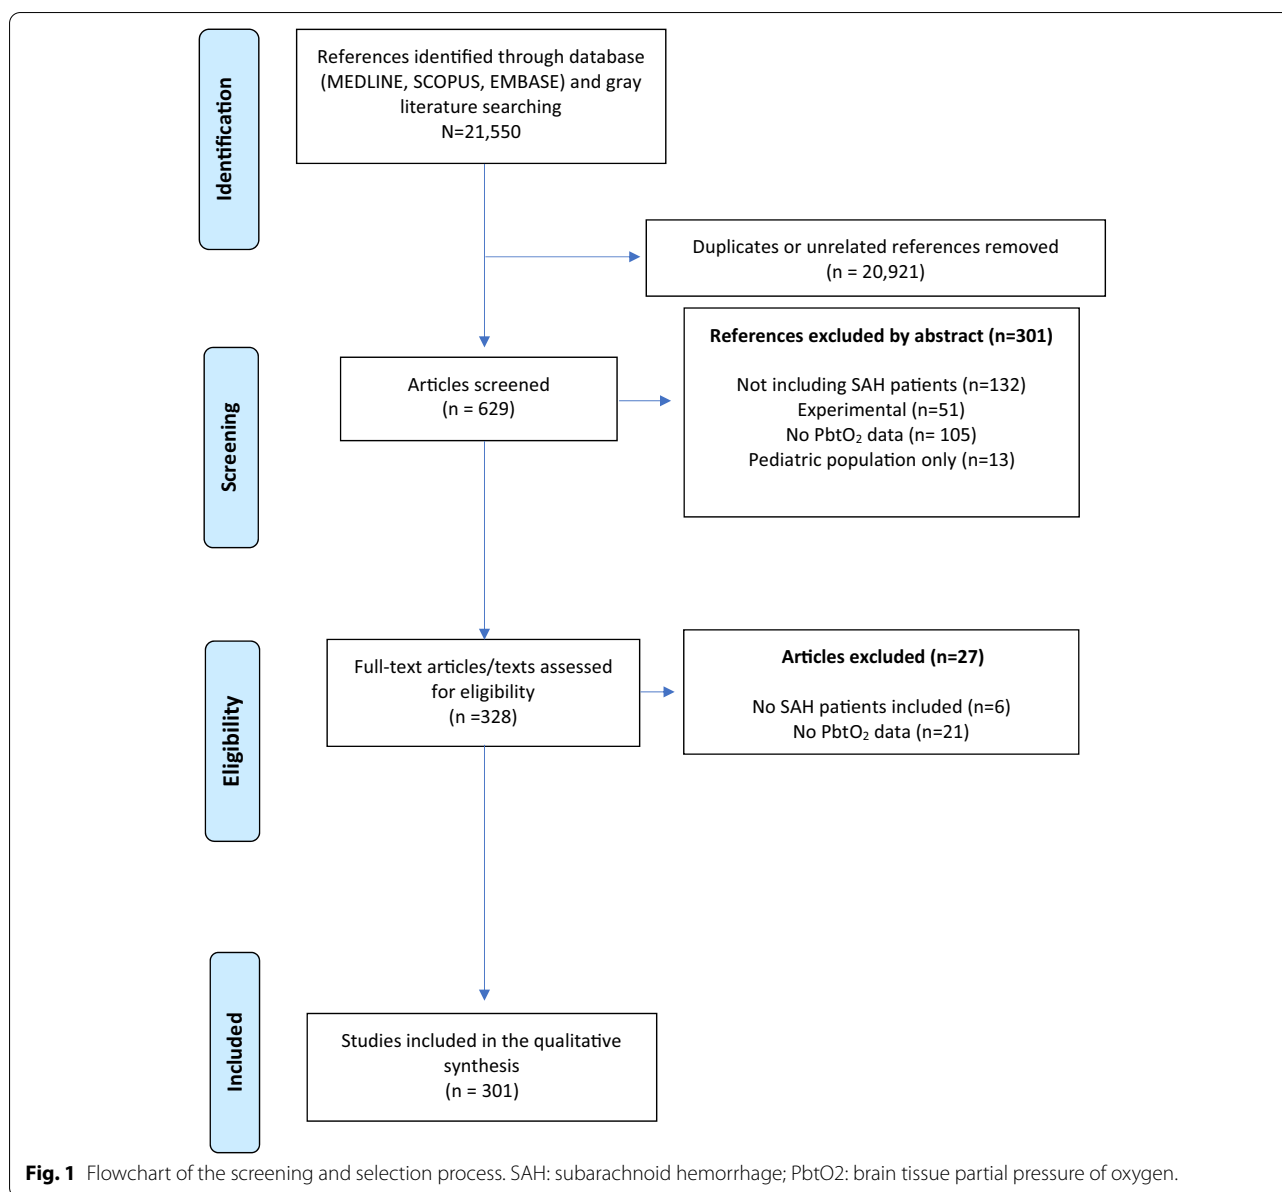 Identification
References identified through database
(MEDLINE, SCOPUS, EMBASE) and gray
literature searching
N=21,550
Duplicates or unrelated references removed
(n = 20,921)
Screening
Articles screened
(n = 629)
References excluded by abstract (n=301)
Not including SAH patients (n=132)
Experimental (n=51)
No PbtO₂ data (n= 105)
Pediatric population only (n=13)
Eligibility
Full-text articles/texts assessed
for eligibility
(n =328)
Articles excluded (n=27)
No SAH patients included (n=6)
No PbtO₂ data (n=21)
Included
Studies included in the qualitative
synthesis
(n = 301)
Fig. 1 Flowchart of the screening and selection process. SAH: subarachnoid hemorrhage; PbtO2: brain tissue partial pressure of oxygen.